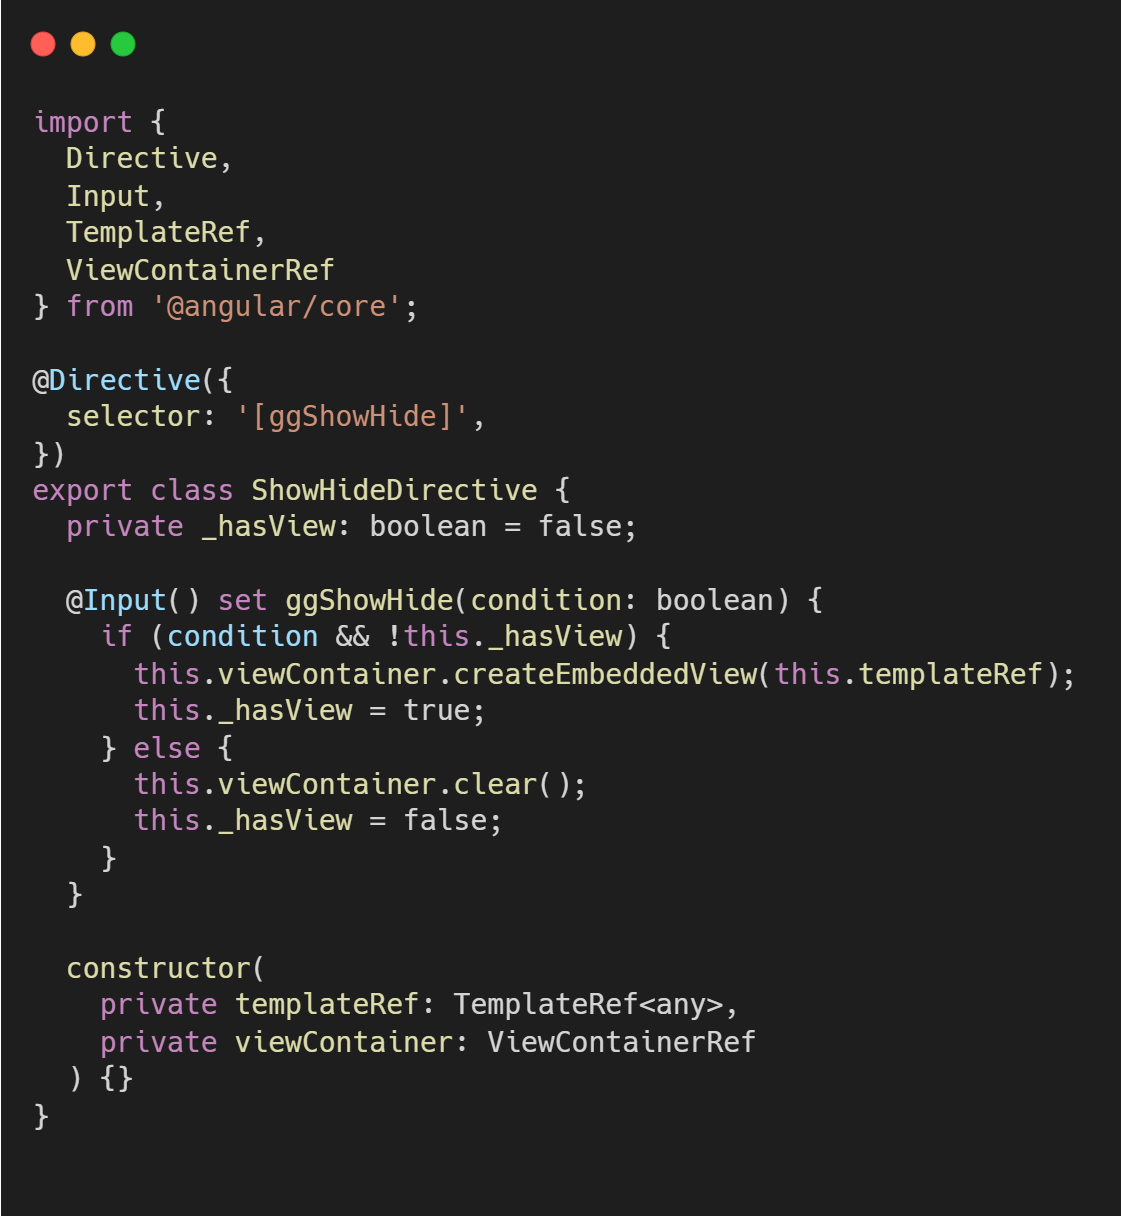 import {
  Directive,
  Input,
  TemplateRef,
  ViewContainerRef
} from '@angular/core';

@Directive({
  selector: '[ggShowHide]',
})
export class ShowHideDirective {
  private _hasView: boolean = false;

  @Input() set ggShowHide(condition: boolean) {
    if (condition && !this._hasView) {
      this.viewContainer.createEmbeddedView(this.templateRef);
      this._hasView = true;
    } else {
      this.viewContainer.clear();
      this._hasView = false;
    }
  }

  constructor(
    private templateRef: TemplateRef<any>,
    private viewContainer: ViewContainerRef
  ) {}
}